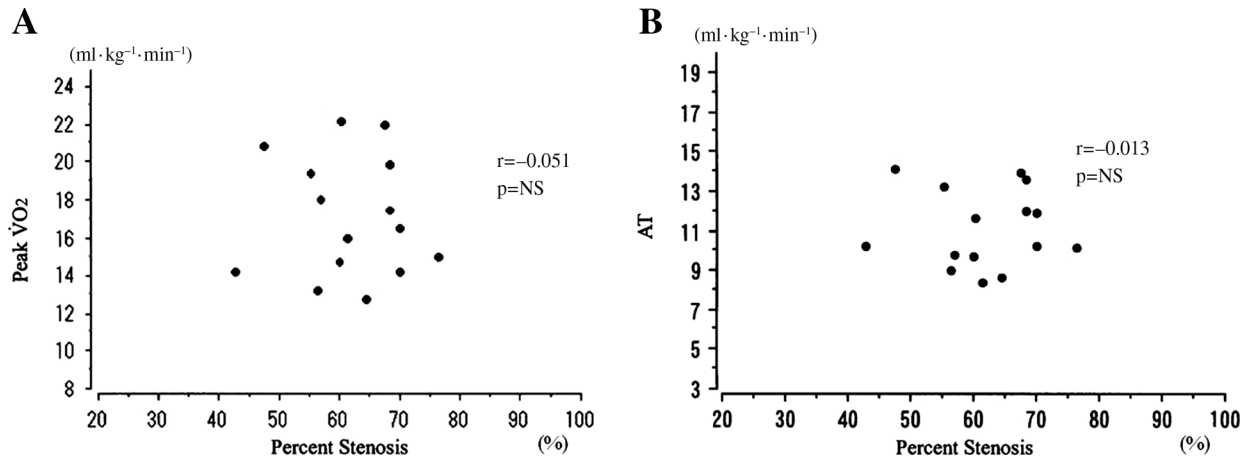 A
(ml·kg⁻¹·min⁻¹)
24
22
20
18
16
14
12
10
8
Peak V̇O2
r=–0.051
p=NS
20 30 40 50 60 70 80 90 100
Percent Stenosis (%)
B
(ml·kg⁻¹·min⁻¹)
19
17
15
13
11
9
7
5
3
AT
r=–0.013
p=NS
20 30 40 50 60 70 80 90 100
Percent Stenosis (%)